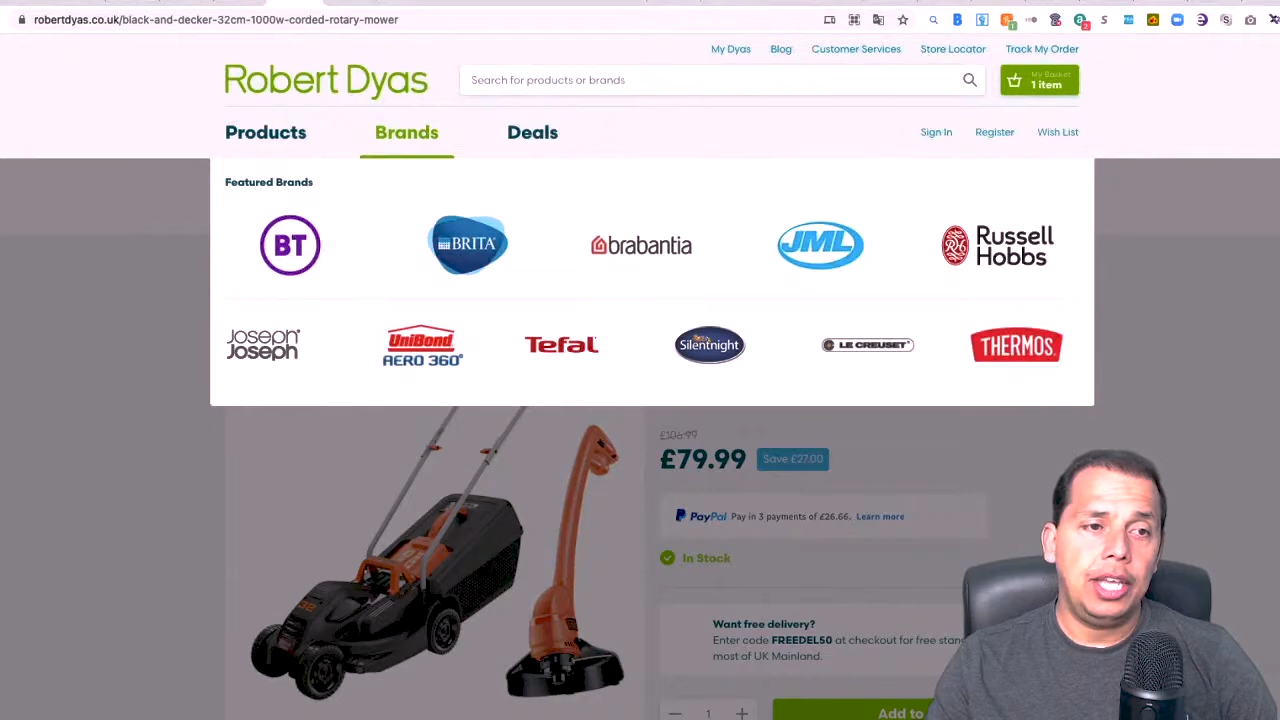 robertdyas.co.uk/black-and-decker-32cm-1000w-corded-rotary-mower
My Dyas Blog Customer Services Store Locator Track My Order
Robert Dyas
Search for products or brands
My Basket
1 item
Products Brands Deals
Sign In Register Wish List
Featured Brands
BT
BRITA
brabantia
JML
RH
Russell
Hobbs
Joseph
Joseph
UniBond
AERO 360°
Tefal
Silentnight
LE CREUSET
THERMOS.
£106.99
£79.99 Save £27.00
PayPal Pay in 3 payments of £26.66. Learn more
In Stock
Want free delivery?
Enter code FREEDEL50 at checkout for free stan
most of UK Mainland.
1
Add to
32